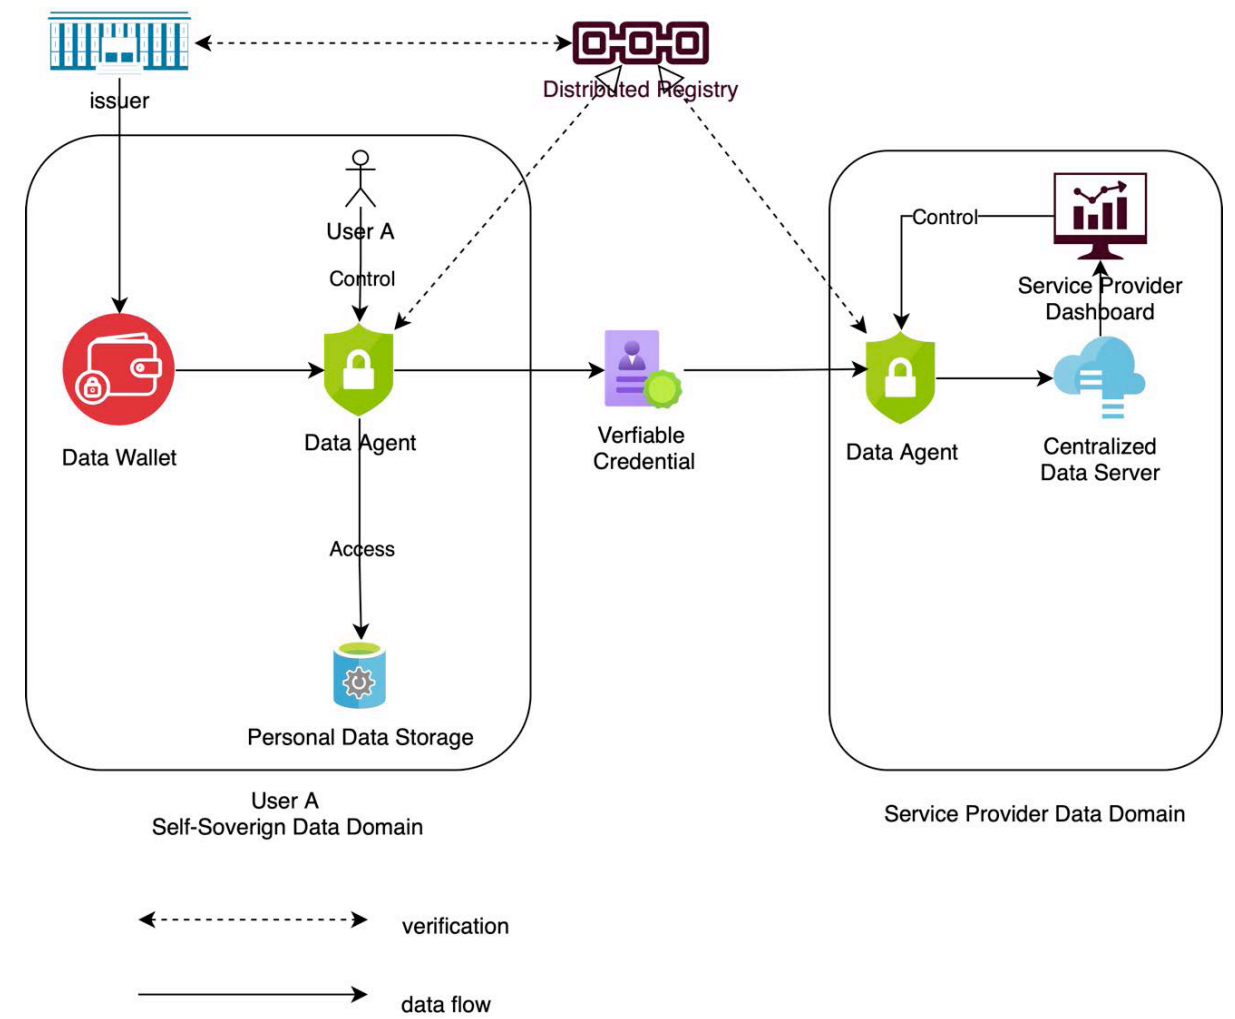 issuer
Distributed Registry
User A
Control
Control
Service Provider
Dashboard
Data Wallet
Data Agent
Verfiable
Credential
Data Agent
Centralized
Data Server
Access
Personal Data Storage
User A
Self-Soverign Data Domain
Service Provider Data Domain
verification
data flow